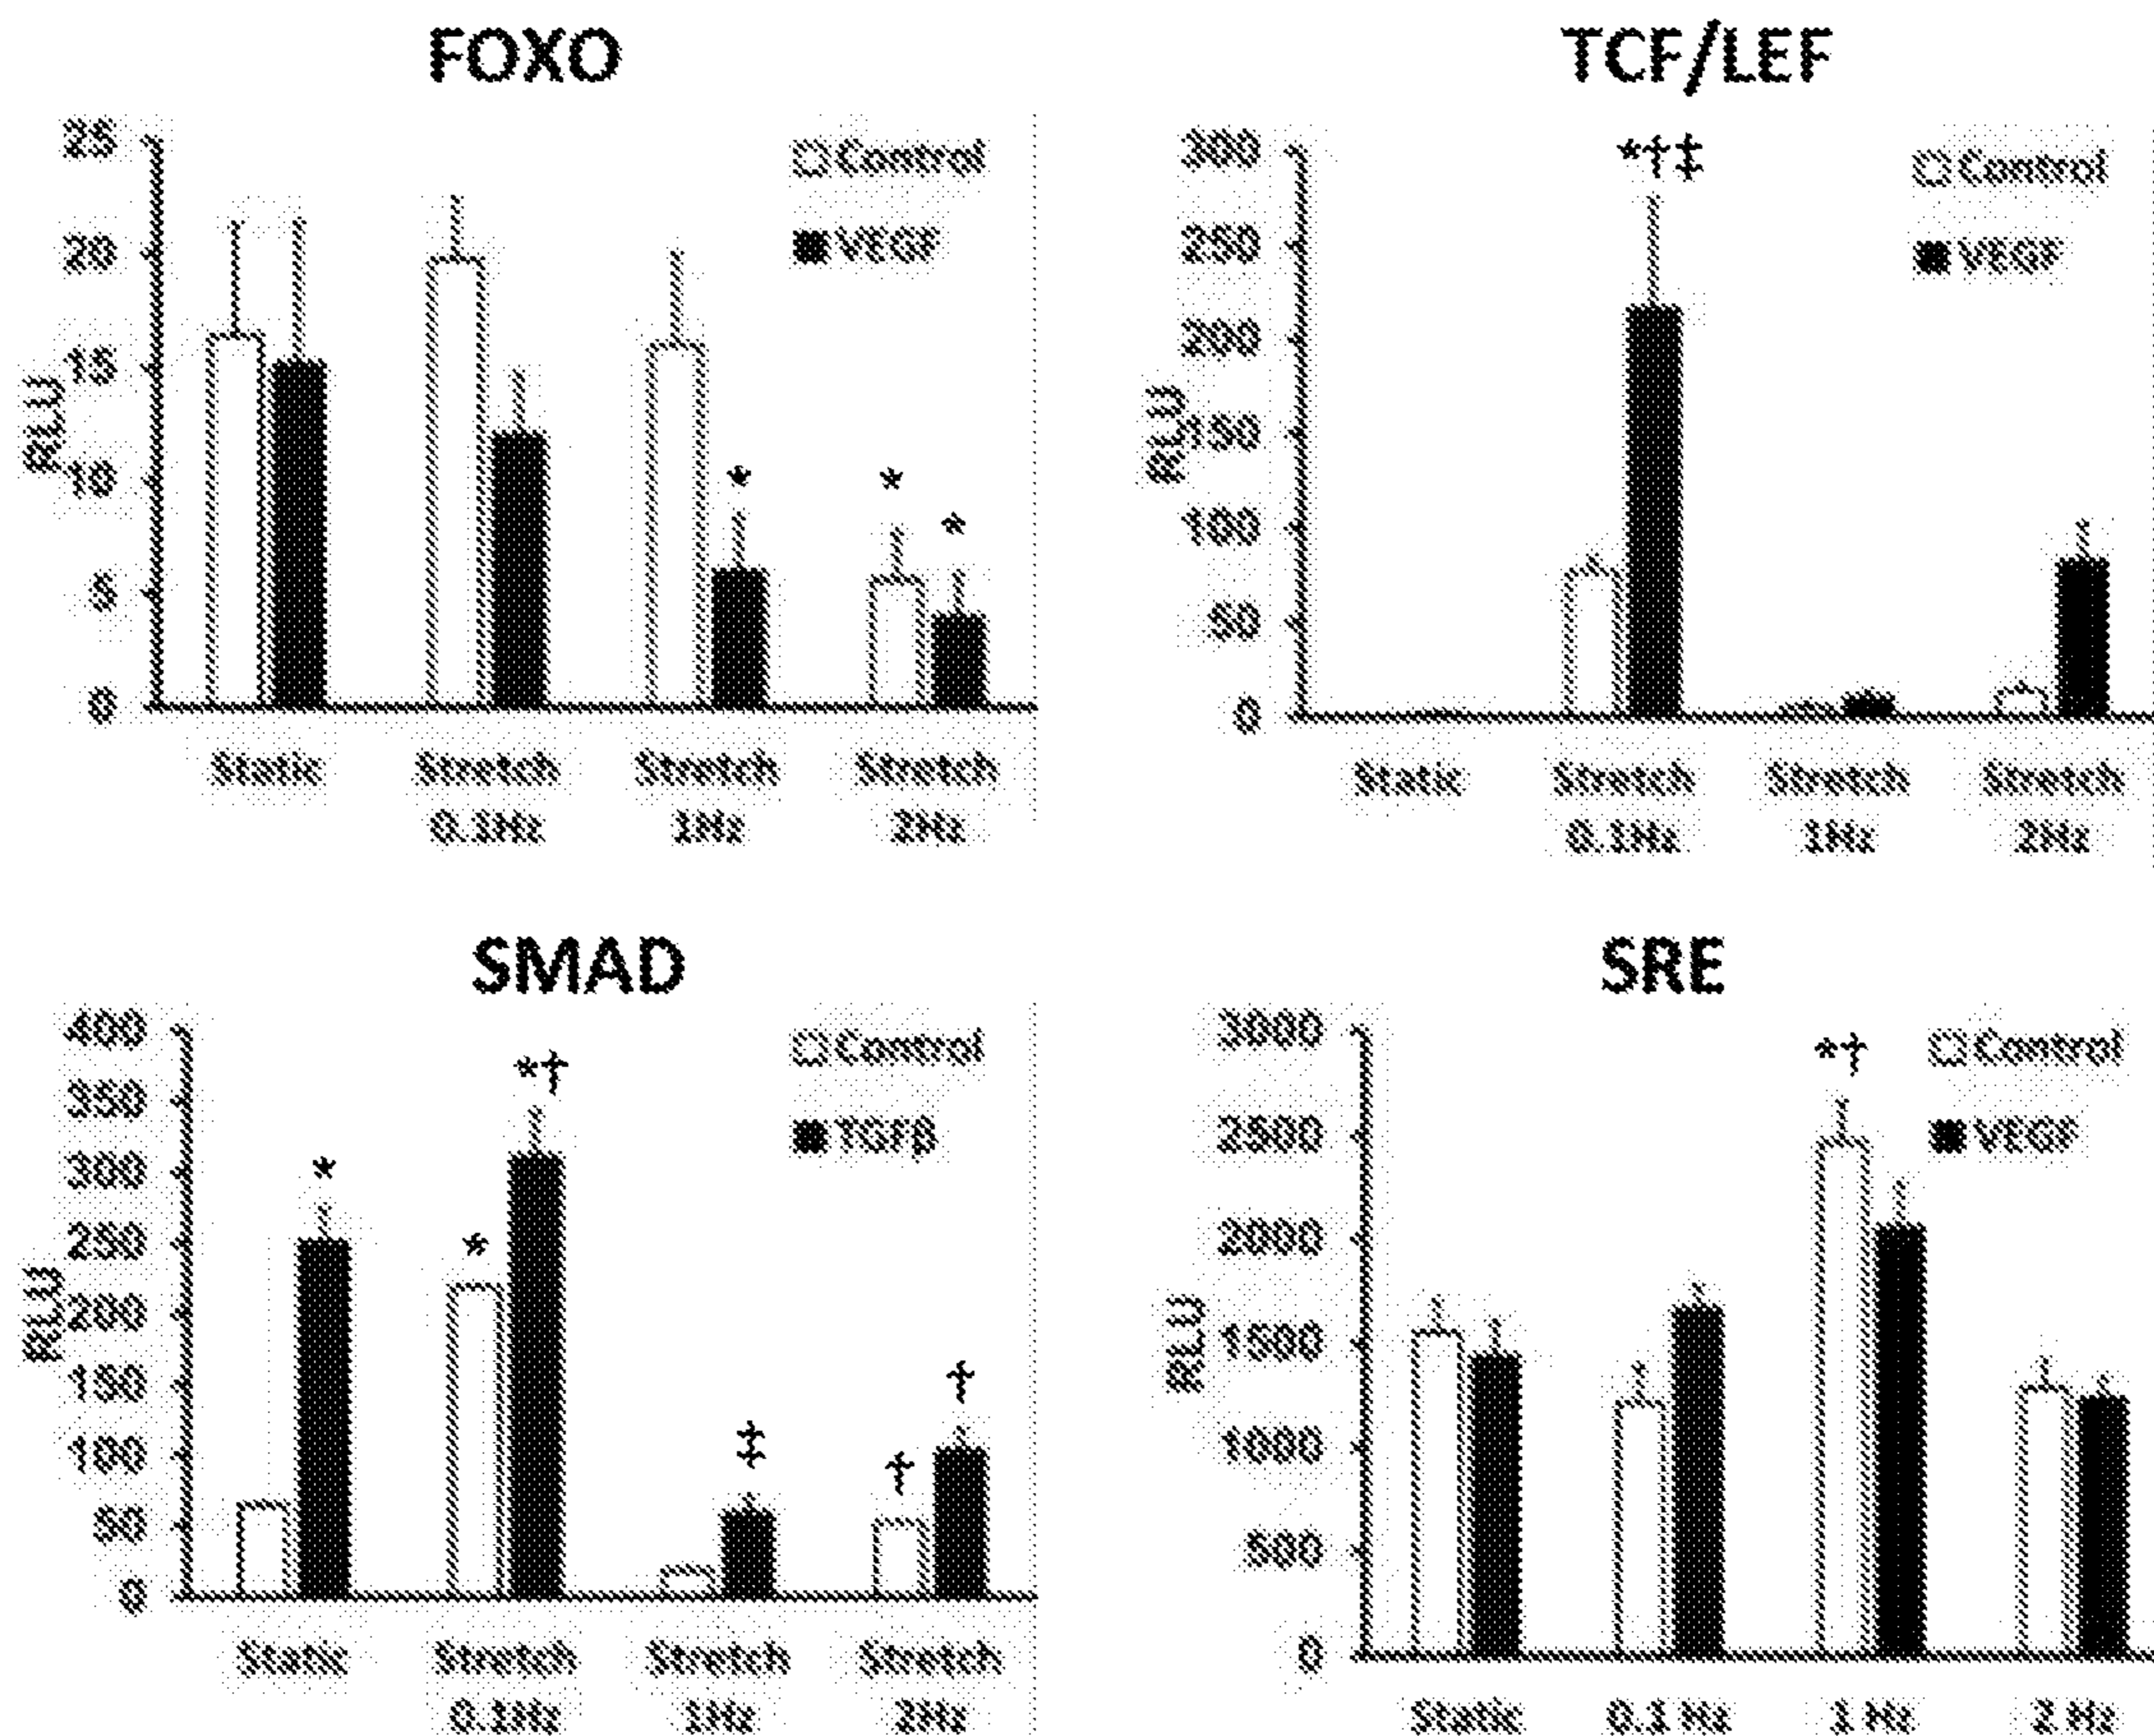 FOXO
25
20
15
10
5
0
RLU
Control
VEGF
*
*
*
Static
Stretch
0.1Hz
Stretch
1Hz
Stretch
2Hz
TCF/LEF
300
250
200
150
100
50
0
RLU
*†‡
Control
VEGF
Static
Stretch
0.1Hz
Stretch
1Hz
Stretch
2Hz
SMAD
400
350
300
250
200
150
100
50
0
RLU
Control
TGFβ
*
*
*†
‡
†
†
Static
Stretch
0.1Hz
Stretch
1Hz
Stretch
2Hz
SRE
3000
2500
2000
1500
1000
500
0
RLU
*†
Control
VEGF
Static
0.1 Hz
1 Hz
2 Hz